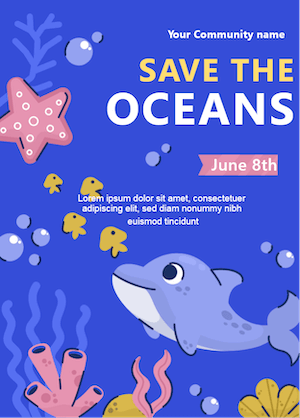 Your Community name
SAVE THE
OCEANS
June 8th
Lorem ipsum dolor sit amet, consectetuer
adipiscing elit, sed diam nonummy nibh
euismod tincidunt